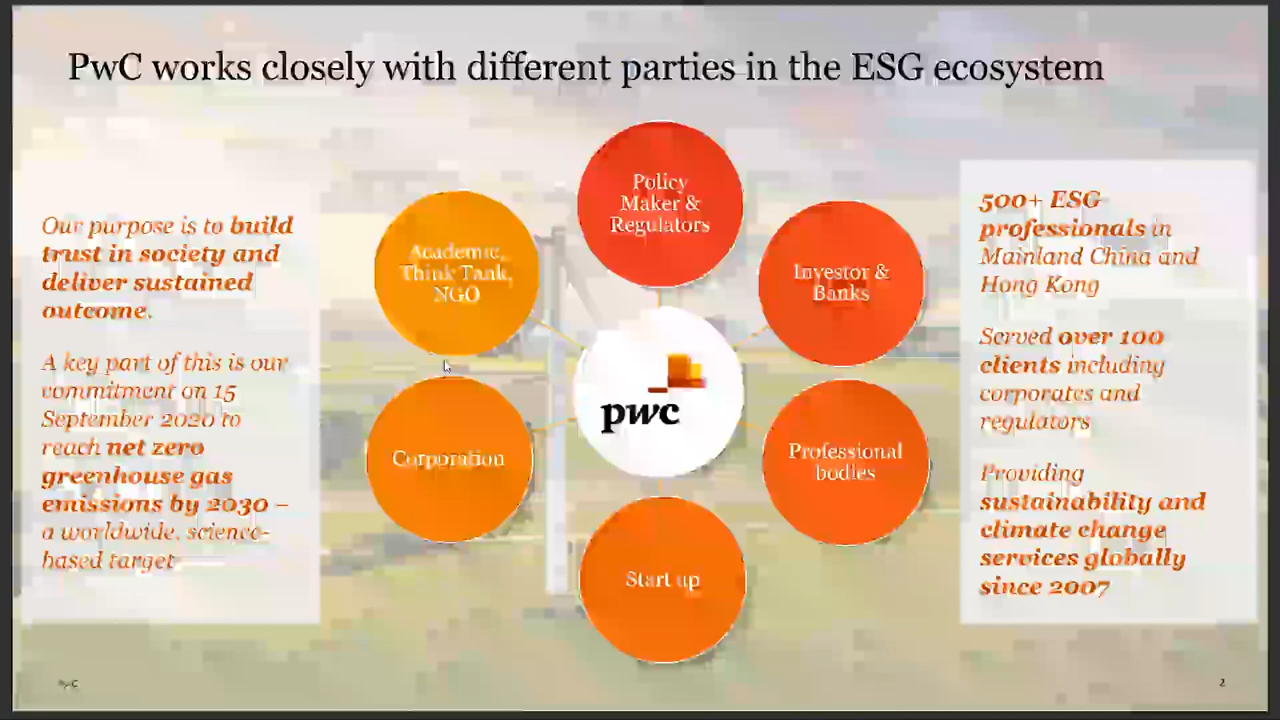 PwC works closely with different parties in the ESG ecosystem
Our purpose is to build
trust in society and
deliver sustained
outcome.
A key part of this is our
commitment on 15
September 2020 to
reach net zero
greenhouse gas
emissions by 2030 –
a worldwide, science-
based target
Policy
Maker &
Regulators
Academic,
Think Tank,
NGO
Investor &
Banks
pwc
Corporation
Professional
bodies
Start up
500+ ESG
professionals in
Mainland China and
Hong Kong
Served over 100
clients including
corporates and
regulators
Providing
sustainability and
climate change
services globally
since 2007
PwC
2